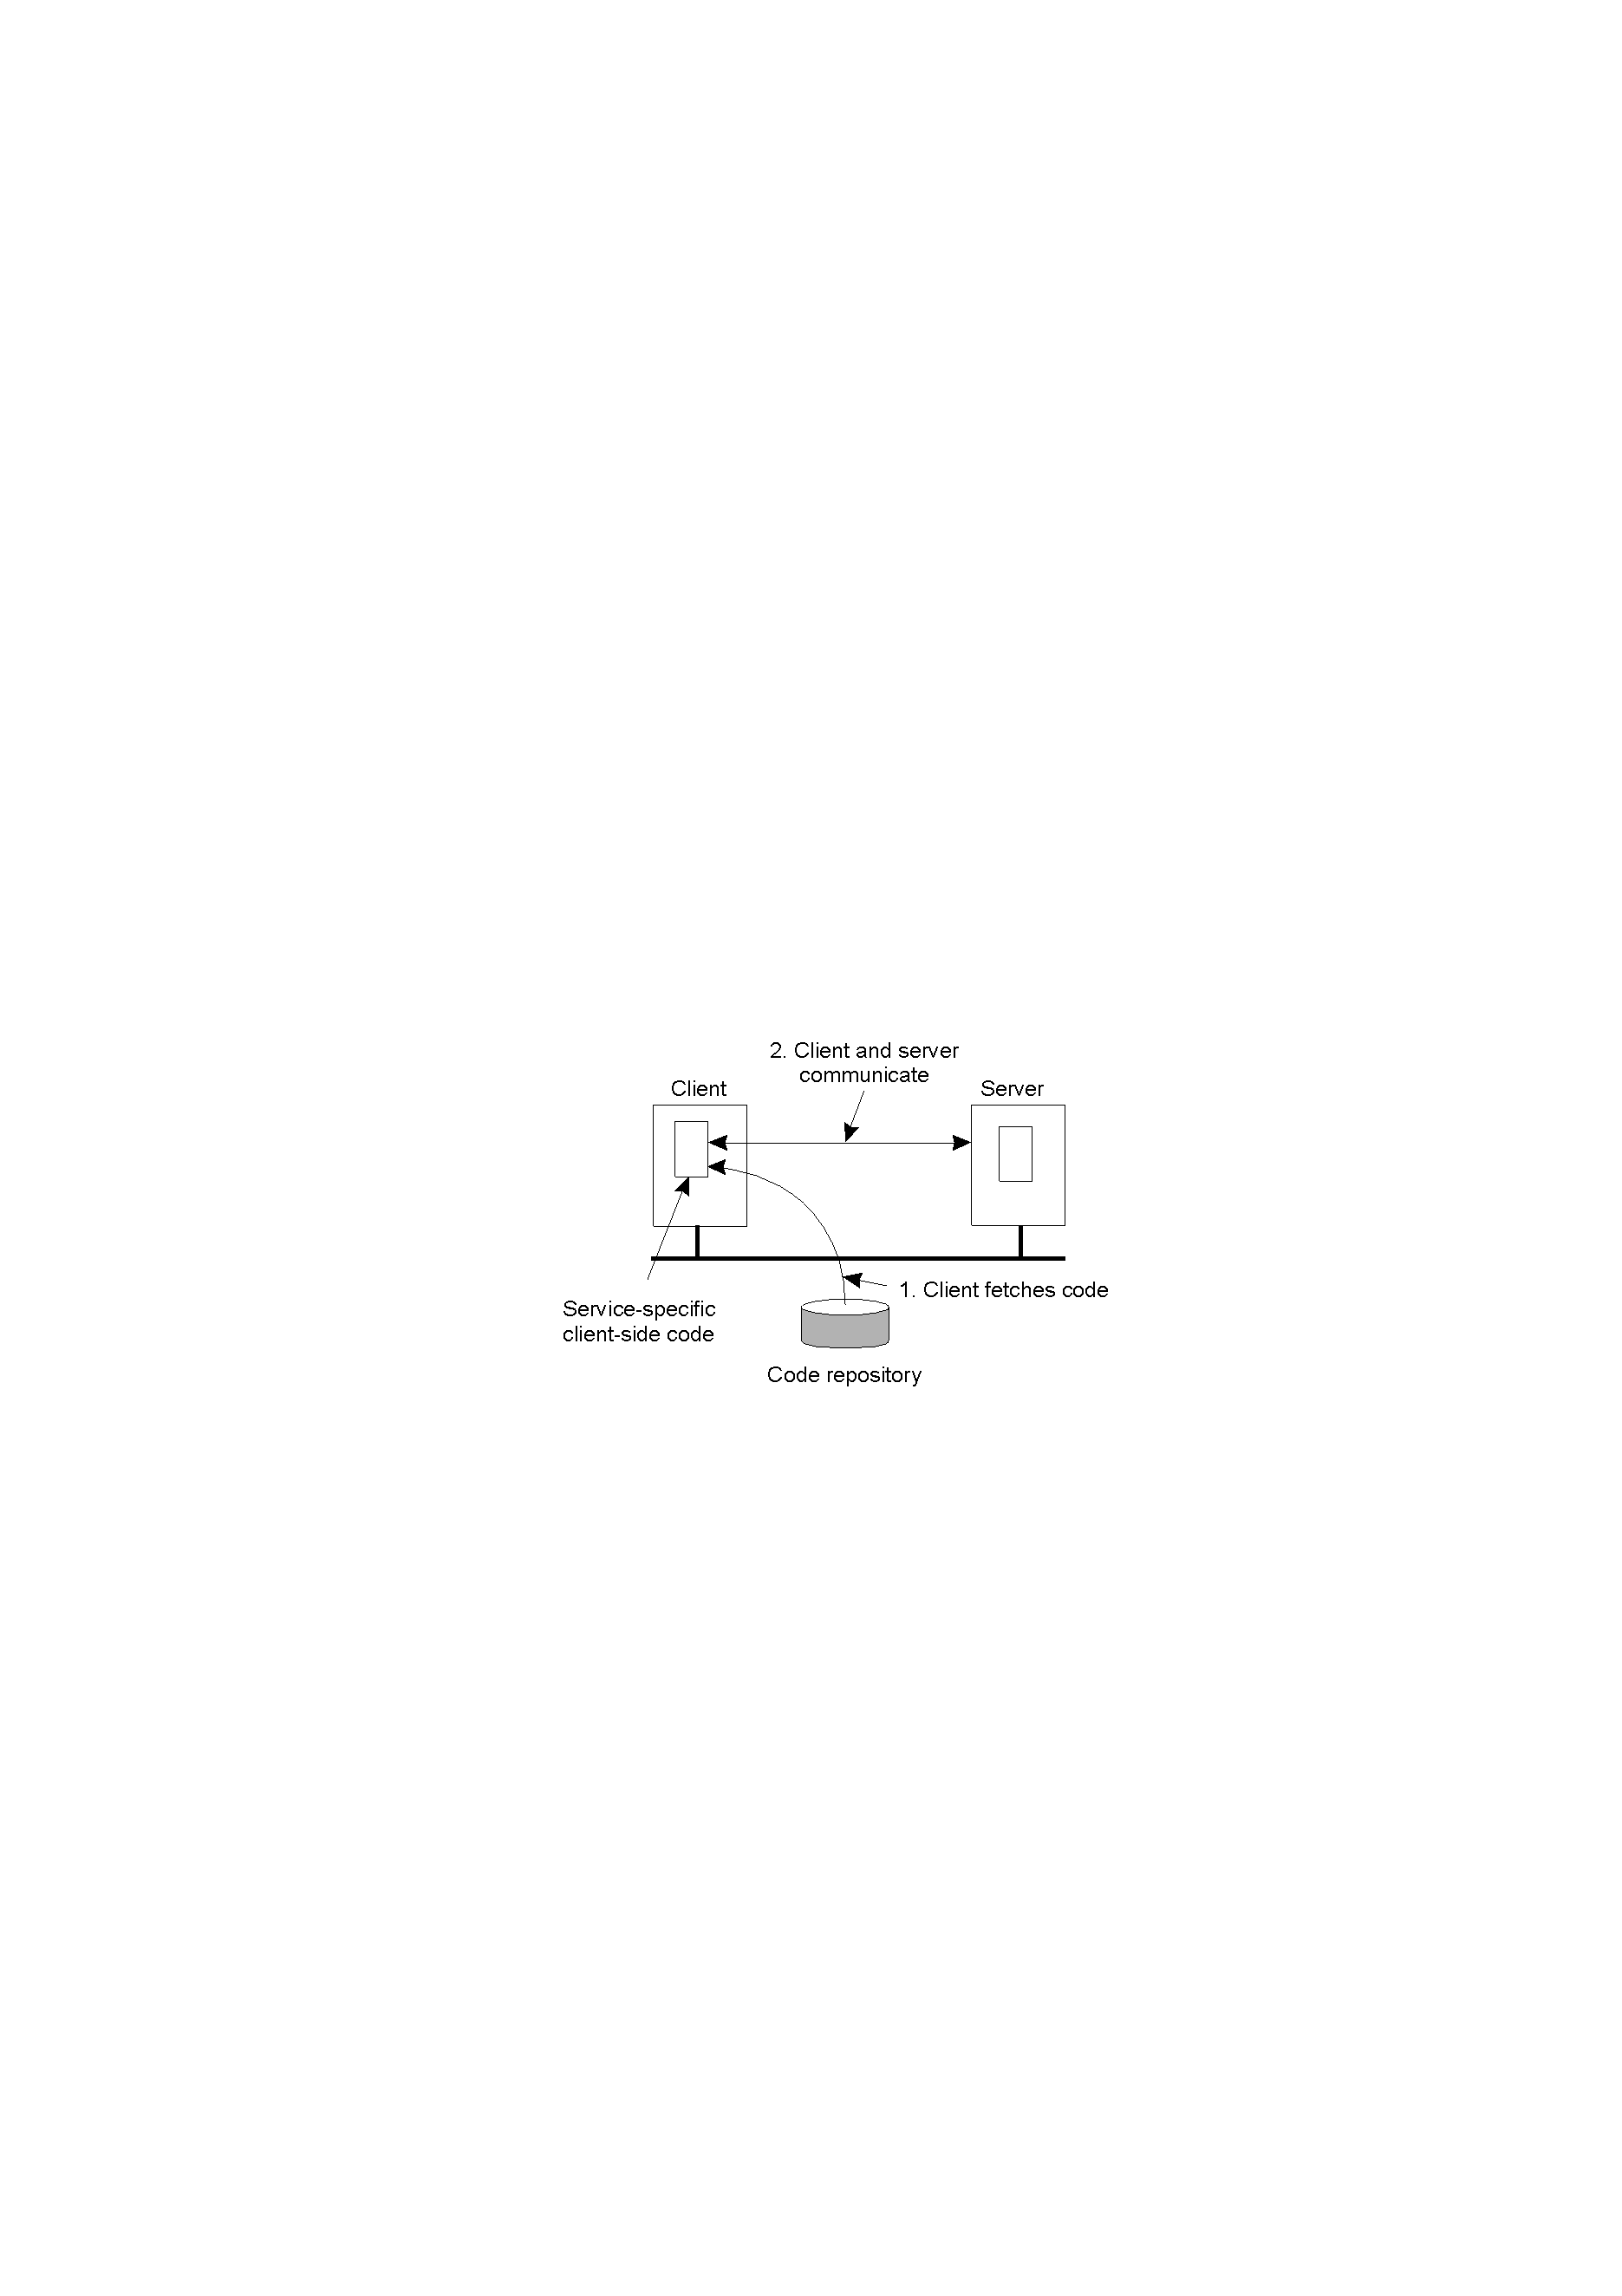 2. Client and server
communicate
Client
Server
1. Client fetches code
Service-specific
client-side code
Code repository